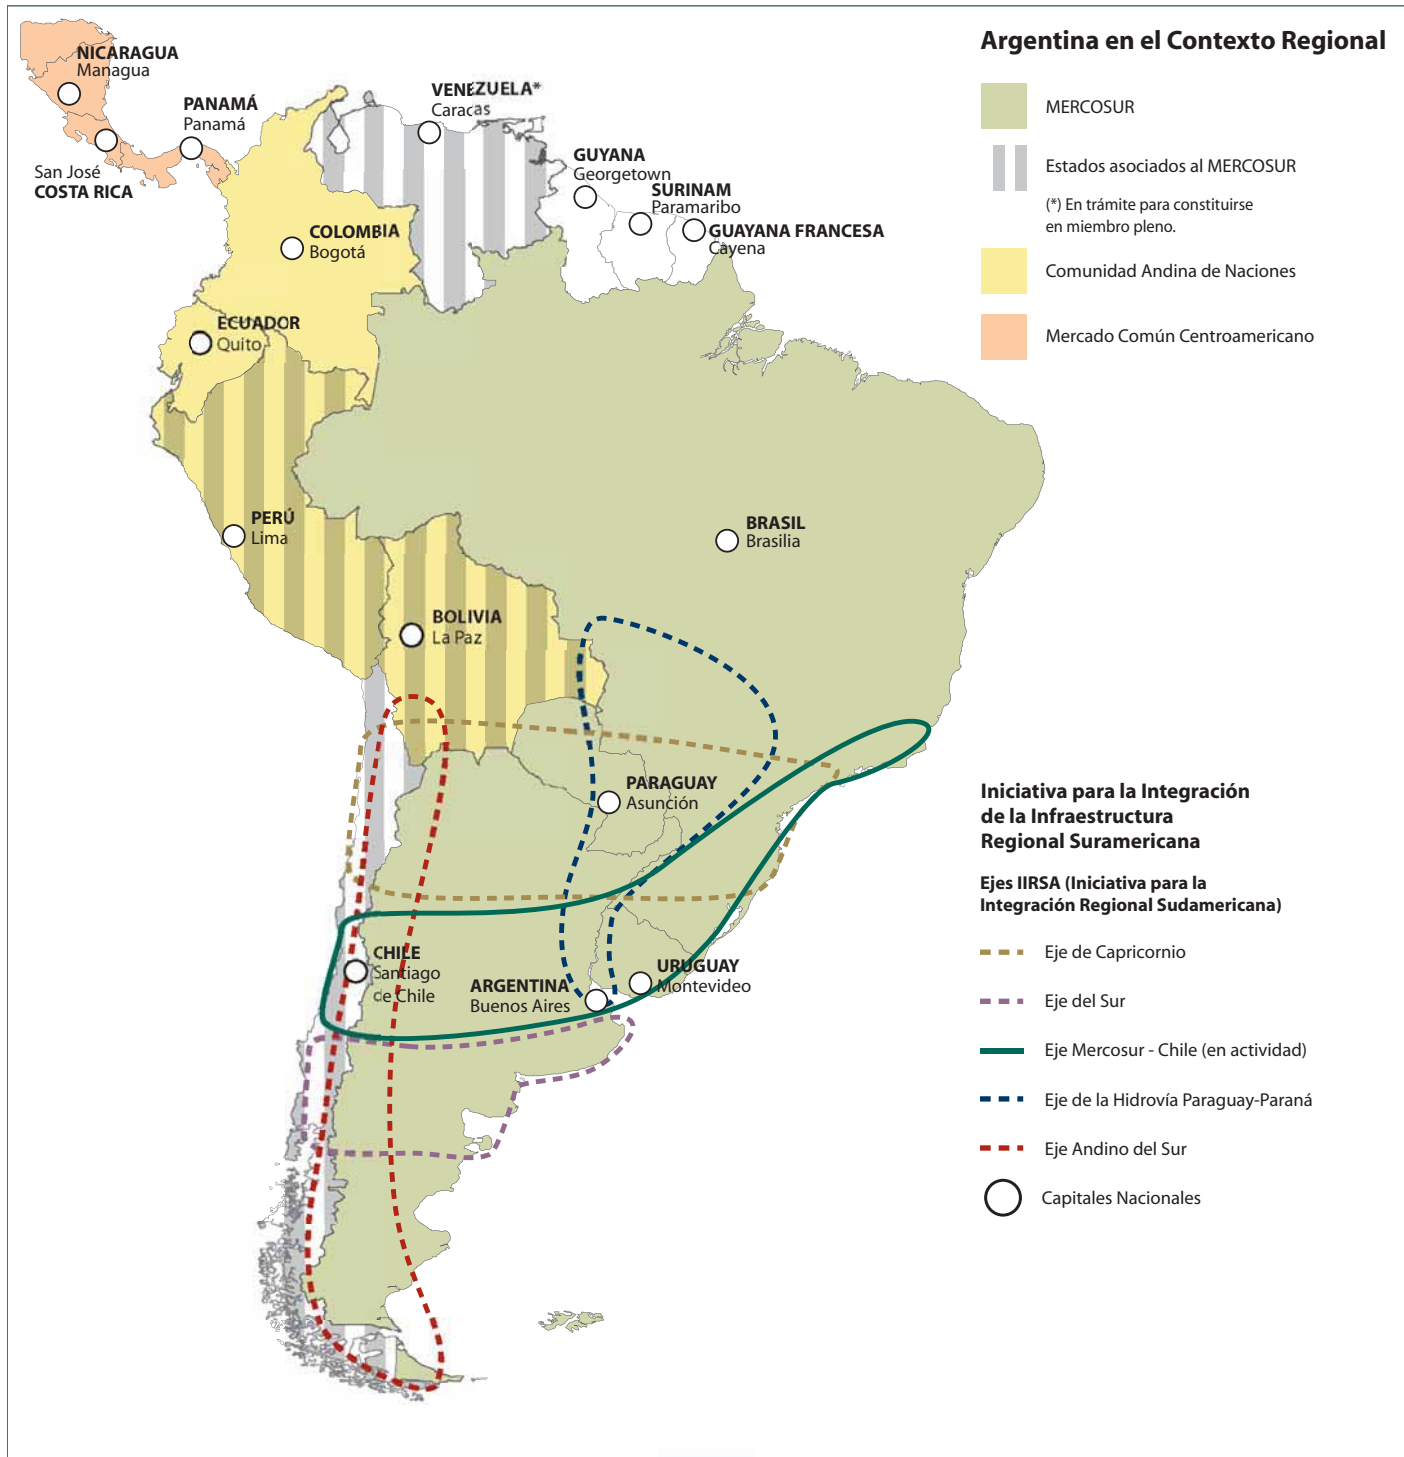 Argentina en el Contexto Regional
MERCOSUR
Estados asociados al MERCOSUR
(*) En trámite para constituirse
en miembro pleno.
Comunidad Andina de Naciones
Mercado Común Centroamericano
NICARAGUA
Managua
PANAMÁ
Panamá
San José
COSTA RICA
VENEZUELA*
Caracas
GUYANA
Georgetown
SURINAM
Paramaribo
GUAYANA FRANCESA
Cayena
COLOMBIA
Bogotá
ECUADOR
Quito
PERÚ
Lima
BRASIL
Brasilia
BOLIVIA
La Paz
PARAGUAY
Asunción
CHILE
Santiago
de Chile
ARGENTINA
Buenos Aires
URUGUAY
Montevideo
Iniciativa para la Integración
de la Infraestructura
Regional Suramericana
Ejes IIRSA (Iniciativa para la
Integración Regional Sudamericana)
Eje de Capricornio
Eje del Sur
Eje Mercosur - Chile (en actividad)
Eje de la Hidrovía Paraguay-Paraná
Eje Andino del Sur
Capitales Nacionales